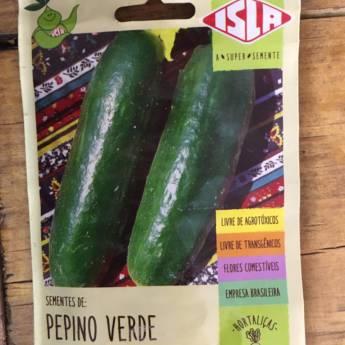 ISLA
A • SUPER • SEMENTE
LIVRE DE AGROTÓXICOS
LIVRE DE TRANSGÊNICOS
FLORES COMESTÍVEIS
EMPRESA BRASILEIRA
SEMENTES DE:
PEPINO VERDE
HORTALIÇAS